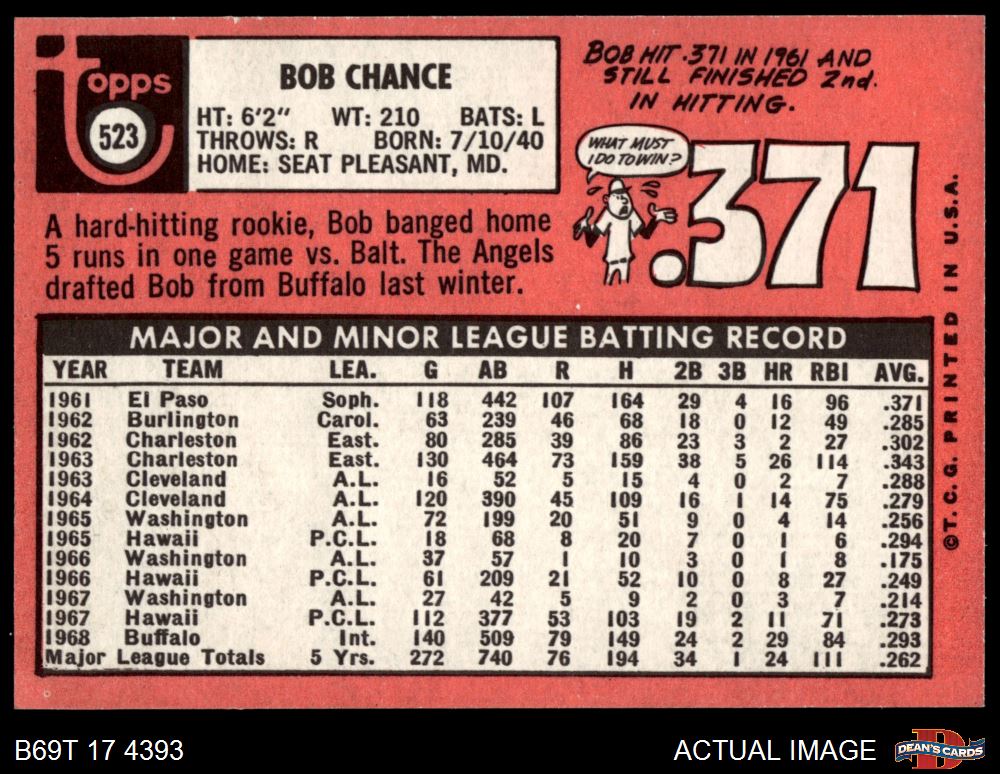 Topps
523
BOB CHANCE
HT: 6'2" WT: 210 BATS: L
THROWS: R BORN: 7/10/40
HOME: SEAT PLEASANT, MD.
A hard-hitting rookie, Bob banged home
5 runs in one game vs. Balt. The Angels
drafted Bob from Buffalo last winter.
BOB HIT .371 IN 1961 AND
STILL FINISHED 2nd.
IN HITTING.
WHAT MUST
I DO TO WIN?
.371
MAJOR AND MINOR LEAGUE BATTING RECORD
YEAR TEAM LEA. G AB R H 2B 3B HR RBI AVG.
1961 El Paso Soph. 118 442 107 164 29 4 16 96 .371
1962 Burlington Carol. 63 239 46 68 18 0 12 49 .285
1962 Charleston East. 80 285 39 86 23 3 2 27 .302
1963 Charleston East. 130 464 73 159 38 5 26 114 .343
1963 Cleveland A.L. 16 52 5 15 4 0 2 7 .288
1964 Cleveland A.L. 120 390 45 109 16 1 14 75 .279
1965 Washington A.L. 72 199 20 51 9 0 4 14 .256
1965 Hawaii P.C.L. 18 68 8 20 7 0 1 6 .294
1966 Washington A.L. 37 57 1 10 3 0 1 8 .175
1966 Hawaii P.C.L. 61 209 21 52 10 0 8 27 .249
1967 Washington A.L. 27 42 5 9 2 0 3 7 .214
1967 Hawaii P.C.L. 112 377 53 103 19 2 11 71 .273
1968 Buffalo Int. 140 509 79 149 24 2 29 84 .293
Major League Totals 5 Yrs. 272 740 76 194 34 1 24 111 .262
©T.C.G. PRINTED IN U.S.A.
B69T 17 4393
ACTUAL IMAGE
DEAN'S CARDS